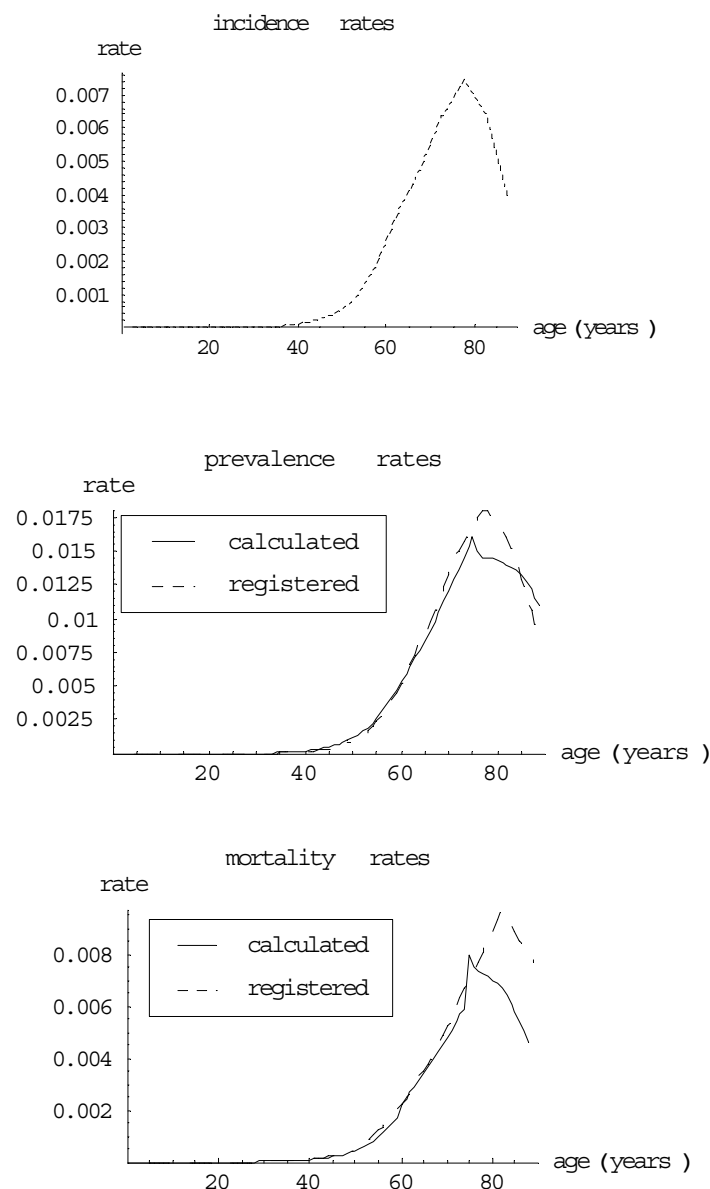 incidence rates
rate
0.007
0.006
0.005
0.004
0.003
0.002
0.001
20 40 60 80
age (years )
prevalence rates
rate
0.0175
0.015
0.0125
0.01
0.0075
0.005
0.0025
calculated
registered
20 40 60 80
age (years )
mortality rates
rate
0.008
0.006
0.004
0.002
calculated
registered
20 40 60 80
age (years )